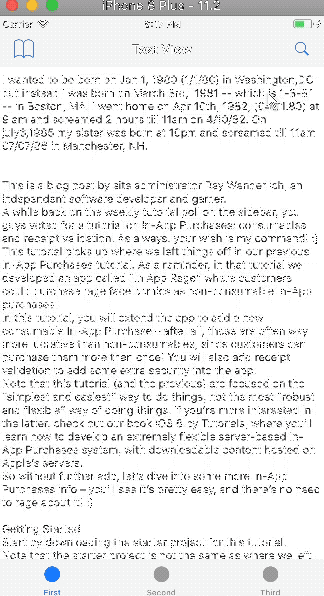 iPhone 6 Plus - 11.2
Carrier
Text View
I wanted to be born on Jan 1, 1980 (1/1/80) in Washington, DC
but instead I was born on March 3rd, 1981 -- which is 1-3-81
-- in Boston, MA. I went home on Apr 10th, 1982,
8 am and screamed 2 hours till 11am on 4/10/82. On
july3,1985 my sister was born at 10pm and screamed till 11am
07/07/85 in Manchester, NH.
This is a blog post by site administrator Ray Wenderlich, an
independent software developer and gamer.
A while back on the weekly tutorial poll on the sidebar, you
guys voted for a tutorial on In-App Purchases: consumables
and receipt validation. As always, your wish is my command! :]
This tutorial picks up where we left things off in our previous
In-App Purchases tutorial. As a reminder, in that tutorial we
developed an app called "In App Rage" where customers
could purchase rage face comics as non-consumable In-App
purchases.
In this tutorial, you will extend the app to add a new
consumable In-App Purchase – after all, those are often way
more lucrative than non-consumables, since customers can
purchase them more than once! You will also add receipt
validation to add some extra security into the app.
Note that this tutorial (and the previous) are focused on the
"simplest and easiest" way to do things, not the most "robust
and flexible" way of doing things. If you're more interested in
the latter, check out our book iOS 6 by Tutorials, where you'll
learn how to develop an extremely flexible server-based In-
App Purchases system, with downloadable content hosted on
Apple's servers.
So without further ado, let's dive into some more In-App
Purchases info – you'll see it's pretty easy, and there's no need
to rage about it! :]
Getting Started
Start by downloading the starter project for this tutorial.
Note that the starter project is not the same as where we left
First
Second
Third